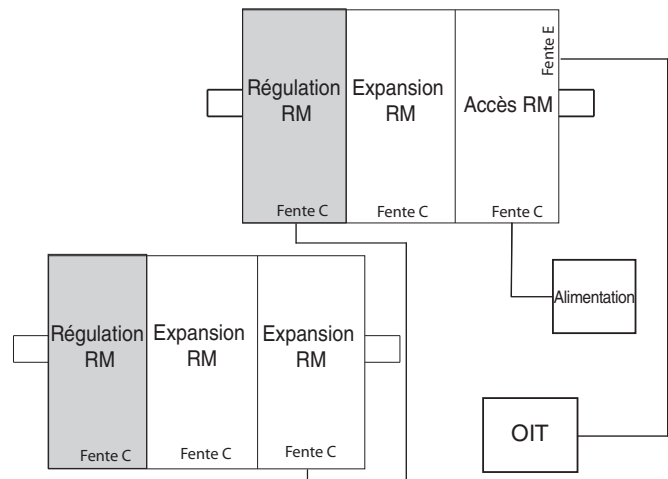 Régulation
RM
Expansion
RM
Accès RM
Fente E
Fente C
Fente C
Fente C
Alimentation
Régulation
RM
Expansion
RM
Expansion
RM
Fente C
Fente C
Fente C
OIT